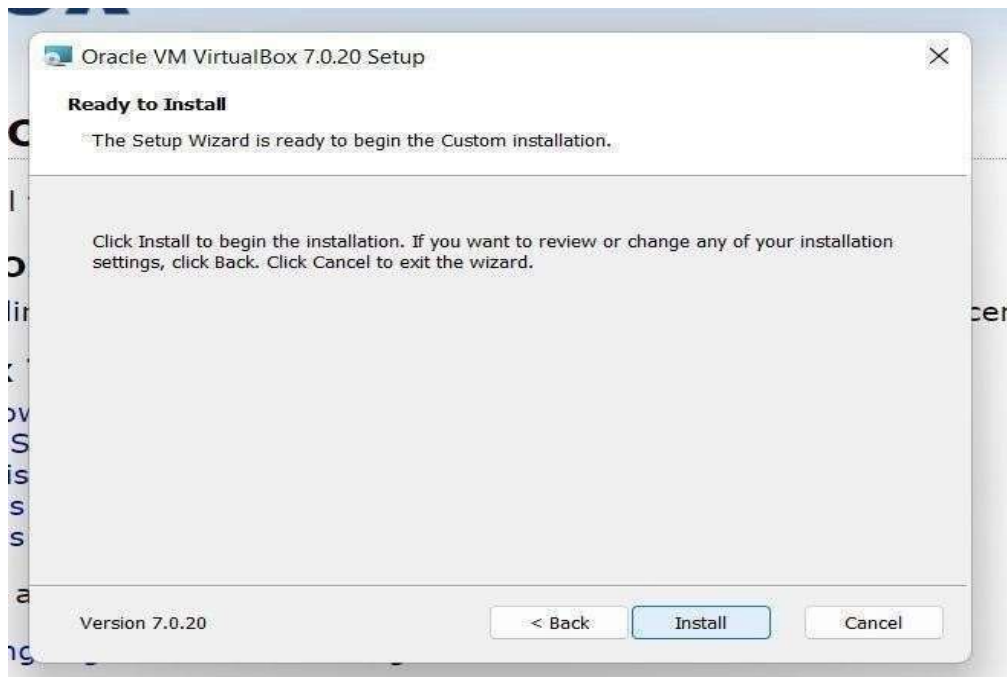 Oracle VM VirtualBox 7.0.20 Setup
Ready to Install
The Setup Wizard is ready to begin the Custom installation.
Click Install to begin the installation. If you want to review or change any of your installation
settings, click Back. Click Cancel to exit the wizard.
Version 7.0.20
< Back
Install
Cancel